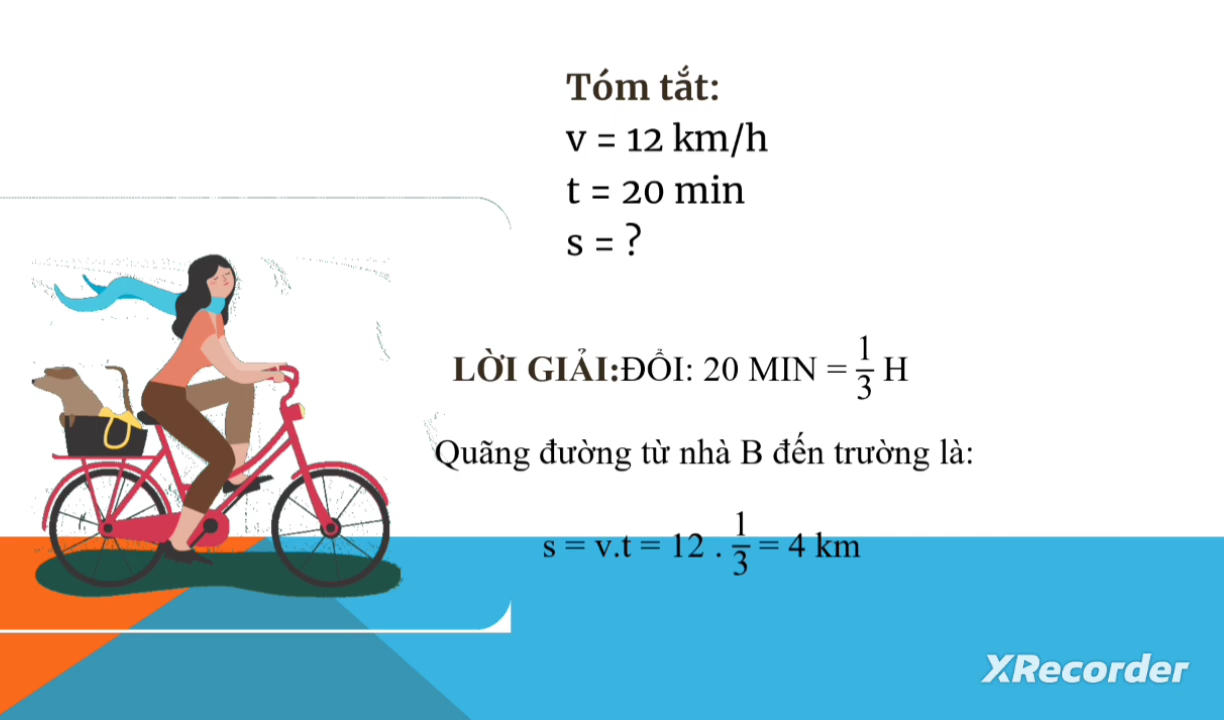 Tóm tắt:
v = 12 km/h
t = 20 min
s = ?
LỜI GIẢI:ĐỔI: 20 MIN = 1/3 H
Quãng đường từ nhà B đến trường là:
s = v.t = 12 . 1/3 = 4 km
XRecorder